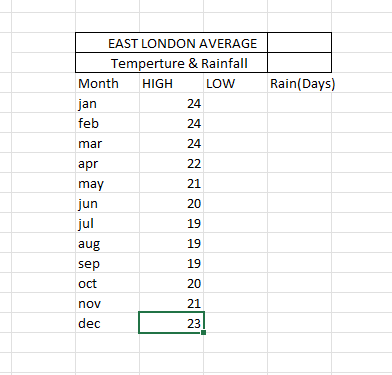 EAST LONDON AVERAGE
Temperture & Rainfall
Month HIGH LOW Rain(Days)
jan 24
feb 24
mar 24
apr 22
may 21
jun 20
jul 19
aug 19
sep 19
oct 20
nov 21
dec 23